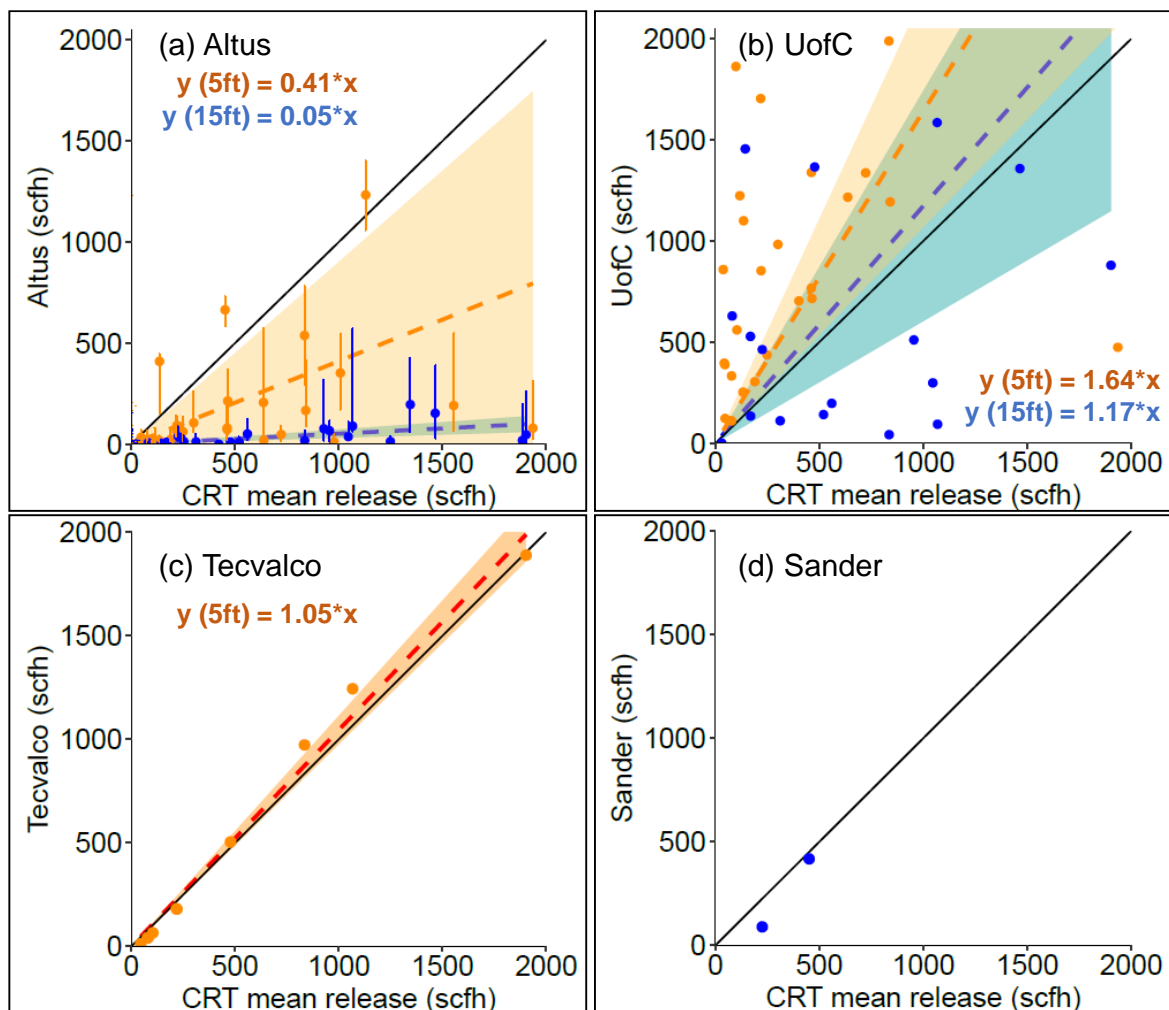 (a) Altus
y (5ft) = 0.41*x
y (15ft) = 0.05*x
2000
1500
1000
500
0
Altus (scfh)
0 500 1000 1500 2000
CRT mean release (scfh)
(b) UofC
y (5ft) = 1.64*x
y (15ft) = 1.17*x
2000
1500
1000
500
0
UofC (scfh)
0 500 1000 1500 2000
CRT mean release (scfh)
(c) Tecvalco
y (5ft) = 1.05*x
2000
1500
1000
500
0
Tecvalco (scfh)
0 500 1000 1500 2000
CRT mean release (scfh)
(d) Sander
2000
1500
1000
500
0
Sander (scfh)
0 500 1000 1500 2000
CRT mean release (scfh)